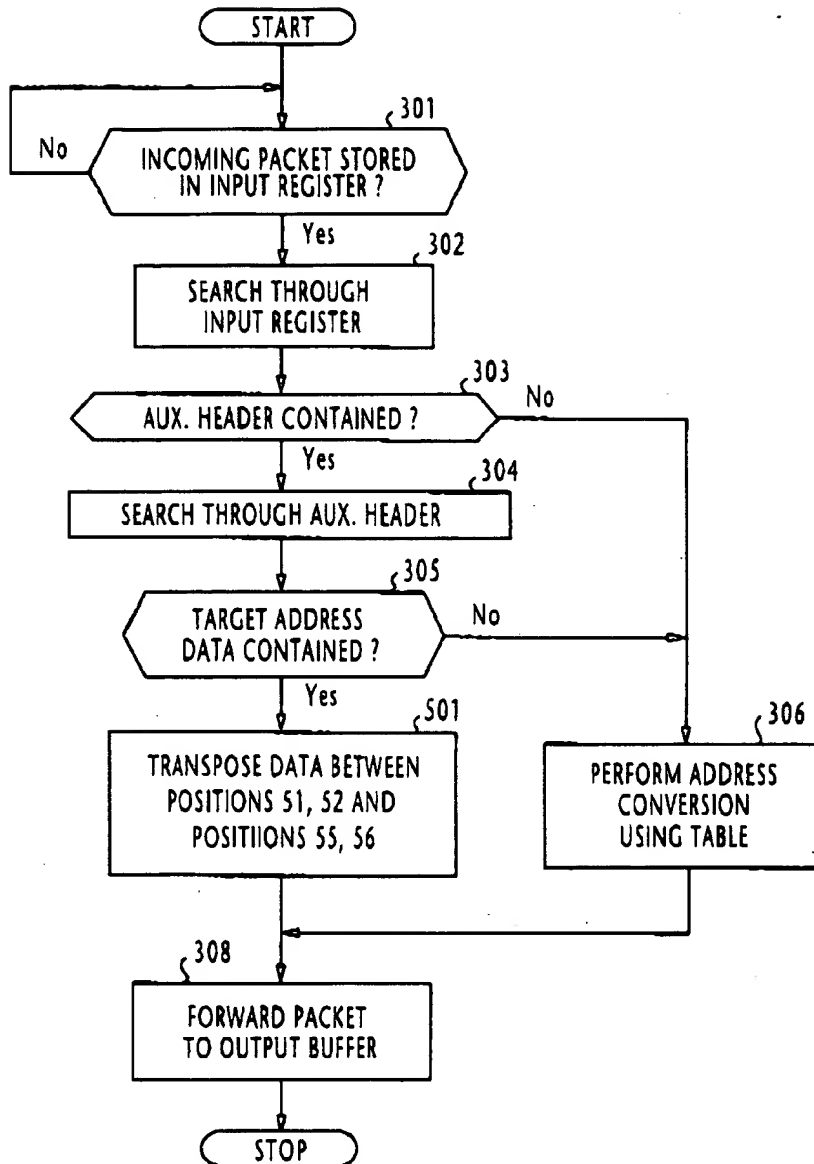 START
301
No
INCOMING PACKET STORED
IN INPUT REGISTER ?
Yes
302
SEARCH THROUGH
INPUT REGISTER
303
No
AUX. HEADER CONTAINED ?
Yes
304
SEARCH THROUGH AUX. HEADER
305
No
TARGET ADDRESS
DATA CONTAINED ?
Yes
501
TRANSPOSE DATA BETWEEN
POSITIONS 51, 52 AND
POSITIIONS 55, 56
306
PERFORM ADDRESS
CONVERSION
USING TABLE
308
FORWARD PACKET
TO OUTPUT BUFFER
STOP